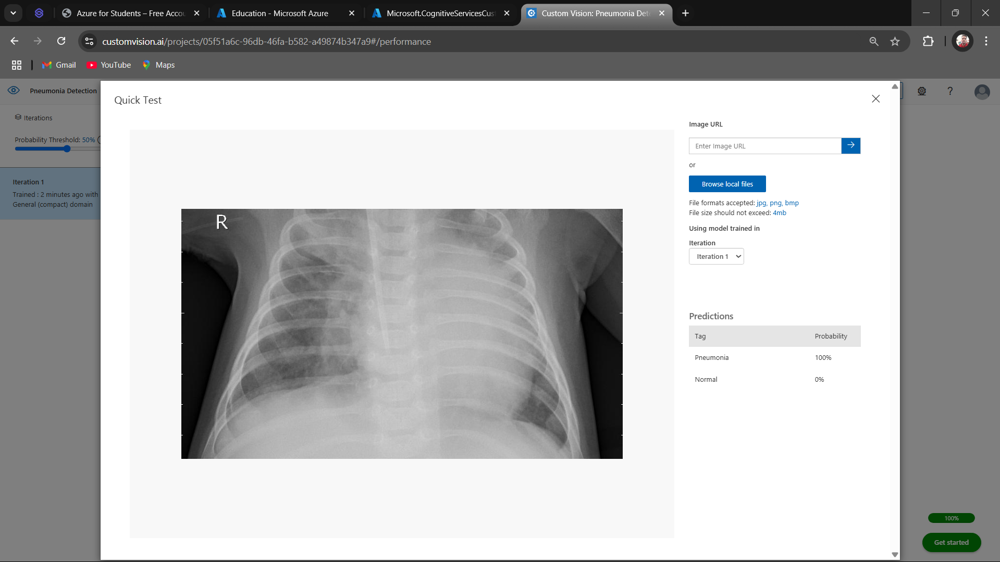 Azure for Students – Free Accou
Education - Microsoft Azure
Microsoft.CognitiveServicesCus
Custom Vision: Pneumonia Det
customvision.ai/projects/05f51a6c-96db-46fa-b582-a49874b347a9#/performance
Gmail
YouTube
Maps
Pneumonia Detection
?
Iterations
Probability Threshold: 50%
Iteration 1
Trained : 2 minutes ago with
General (compact) domain
Quick Test
R
Image URL
Enter Image URL
or
Browse local files
File formats accepted: jpg, png, bmp
File size should not exceed: 4mb
Using model trained in
Iteration
Iteration 1
Predictions
Tag Probability
Pneumonia 100%
Normal 0%
100%
Get started